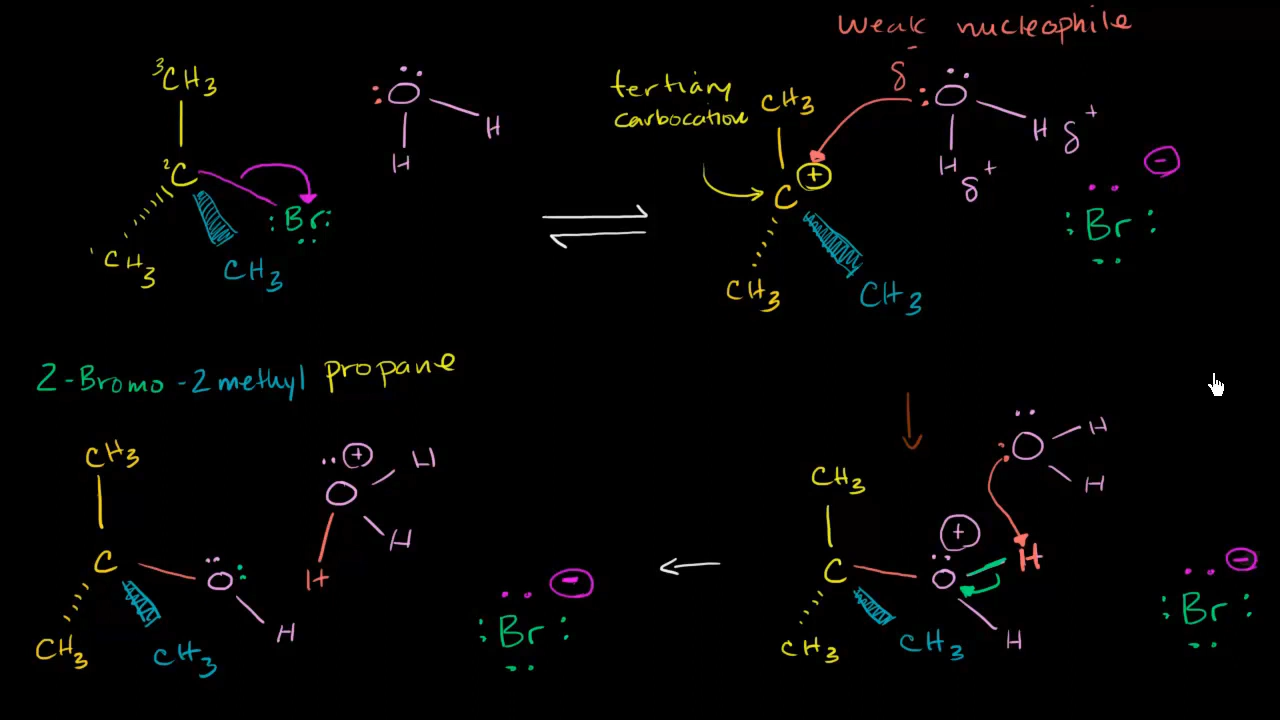 Weak nucleophile
³CH3
O
H
H
²C
Br
'CH3
CH3
tertiary
carbocation
CH3
C
+
CH3
CH3
δ-
O
H
δ+
H
δ+
Br
-
2-Bromo-2methyl propane
CH3
C
CH3
CH3
O
H
+
O
H
H
H
Br
-
CH3
C
CH3
CH3
+
O
H
H
O
H
H
Br
-